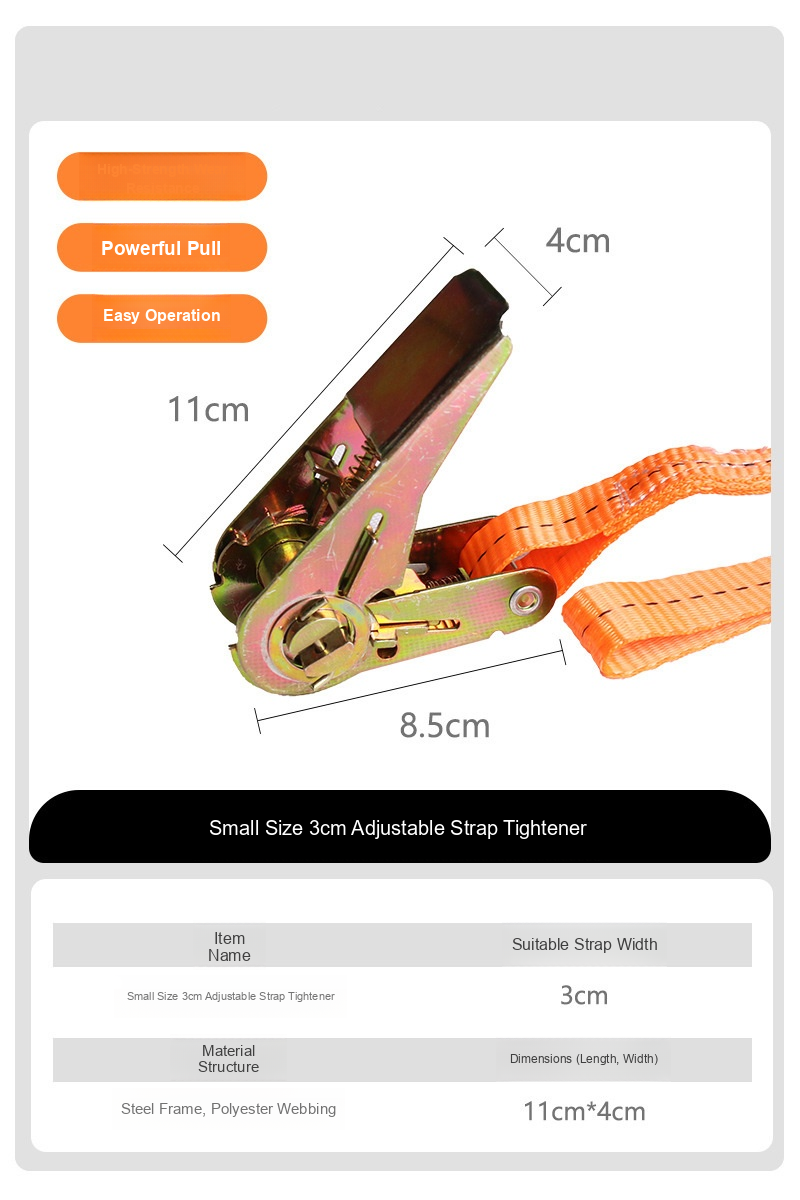 Powerful Pull
Easy Operation
4cm
11cm
8.5cm
Small Size 3cm Adjustable Strap Tightener
Item
Name
Suitable Strap Width
Small Size 3cm Adjustable Strap Tightener
3cm
Material
Structure
Dimensions (Length, Width)
Steel Frame, Polyester Webbing
11cm*4cm